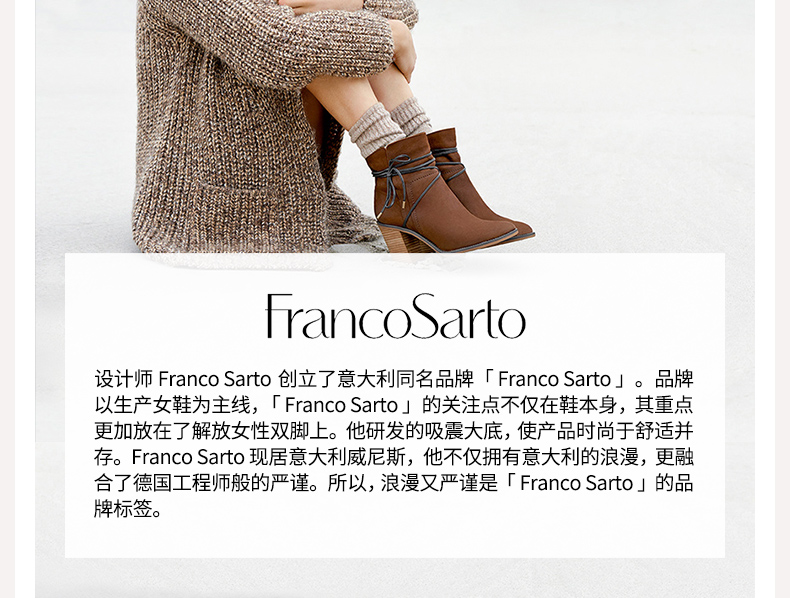 FrancoSarto
设计师 Franco Sarto 创立了意大利同名品牌「 Franco Sarto 」。品牌
以生产女鞋为主线，「 Franco Sarto 」的关注点不仅在鞋本身，其重点
更加放在了解放女性双脚上。他研发的吸震大底，使产品时尚于舒适并
存。Franco Sarto 现居意大利威尼斯，他不仅拥有意大利的浪漫，更融
合了德国工程师般的严谨。所以，浪漫又严谨是「 Franco Sarto 」的品
牌标签。